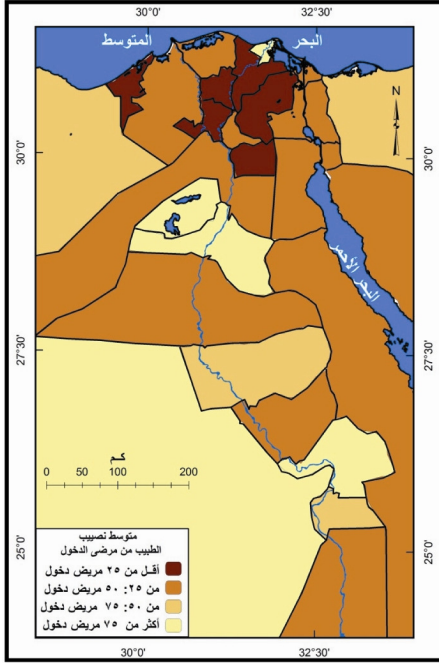 30°0'
32°30'
المتوسط
البحر
N
30°0'
30°0'
البحر الأحمر
27°30'
27°30'
كـم
0 50 100 200
متوسط نصيب
الطبيب من مرضى الدخول
أقـل من ٢٥ مريض دخول
من ٢٥: ٥٠ مريض دخول
من ٥٠: ٧٥ مريض دخول
أكثر من ٧٥ مريض دخول
25°0'
25°0'
30°0'
32°30'